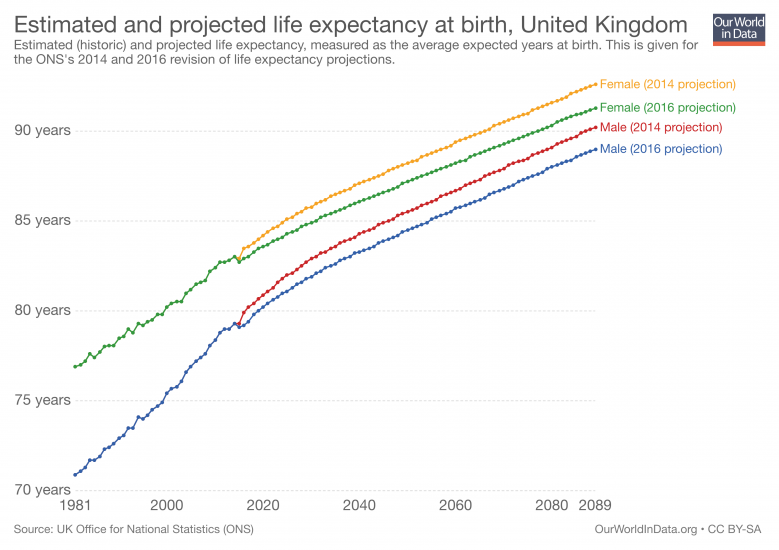 Estimated and projected life expectancy at birth, United Kingdom
Our World
in Data
Estimated (historic) and projected life expectancy, measured as the average expected years at birth. This is given for
the ONS's 2014 and 2016 revision of life expectancy projections.
Female (2014 projection)
Female (2016 projection)
Male (2014 projection)
Male (2016 projection)
90 years
85 years
80 years
75 years
70 years
1981 2000 2020 2040 2060 2080 2089
Source: UK Office for National Statistics (ONS)
OurWorldInData.org • CC BY-SA